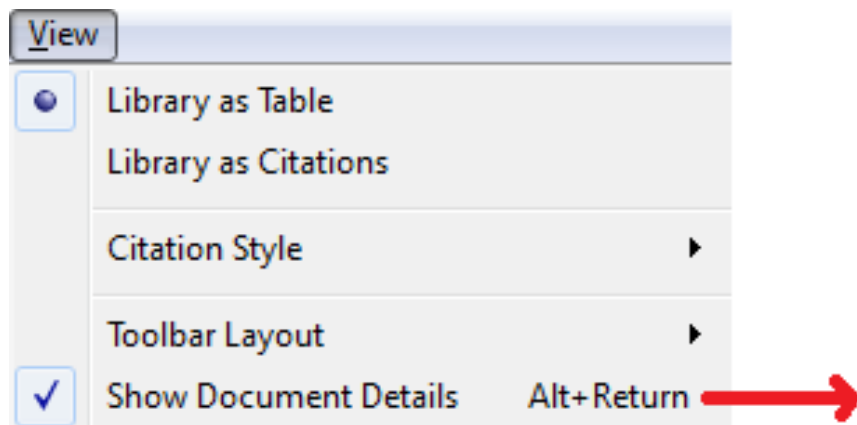 View
Library as Table
Library as Citations
Citation Style
Toolbar Layout
Show Document Details Alt+Return